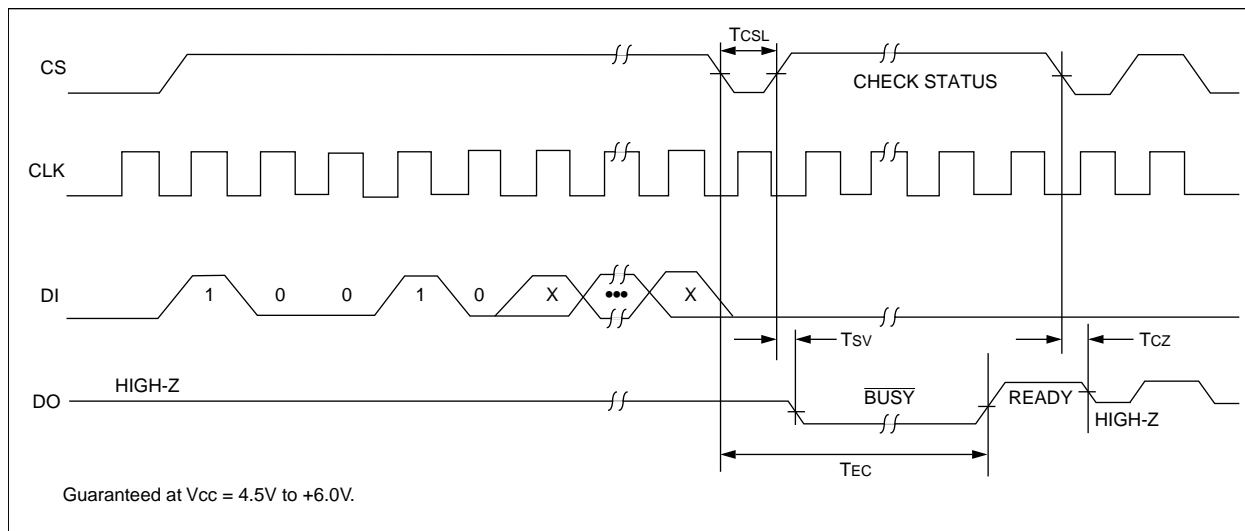 TCSL
CS
CHECK STATUS
CLK
DI
1 0 0 1 0 X ••• X
TSV
TCZ
HIGH-Z
DO
BUSY
READY
HIGH-Z
TEC
Guaranteed at Vcc = 4.5V to +6.0V.